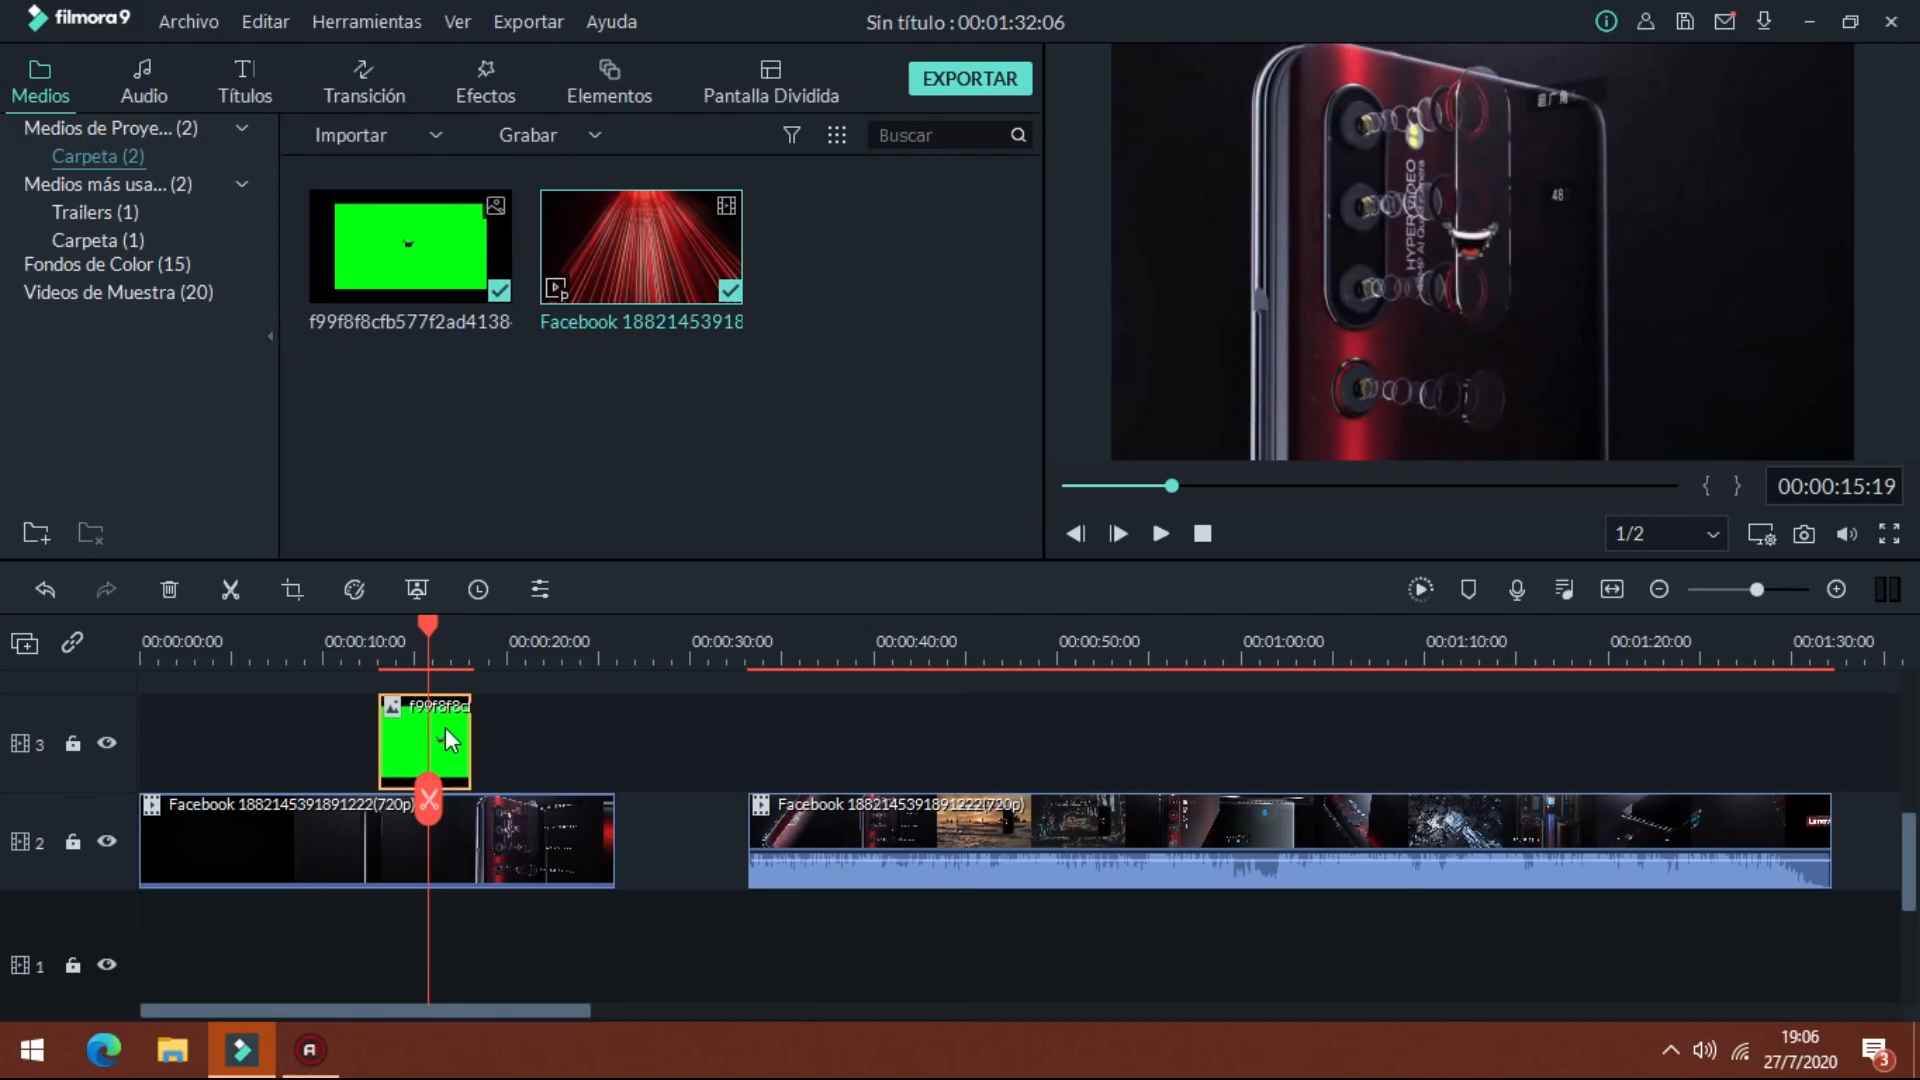 filmora9 Archivo Editar Herramientas Ver Exportar Ayuda Sin título : 00:01:32:06
Medios Audio Títulos Transición Efectos Elementos Pantalla Dividida EXPORTAR
Medios de Proye... (2)
Carpeta (2)
Medios más usa... (2)
Trailers (1)
Carpeta (1)
Fondos de Color (15)
Videos de Muestra (20)
Importar Grabar Buscar
f99f8f8cfb577f2ad4138 Facebook 18821453918
HYPER VIDEO
48
00:00:15:19
1/2
00:00:00:00 00:00:10:00 00:00:20:00 00:00:30:00 00:00:40:00 00:00:50:00 00:01:00:00 00:01:10:00 00:01:20:00 00:01:30:00
f99f8f8c
3
Facebook 1882145391891222(720p) Facebook 1882145391891222(720p)
2
1
19:06
27/7/2020
3